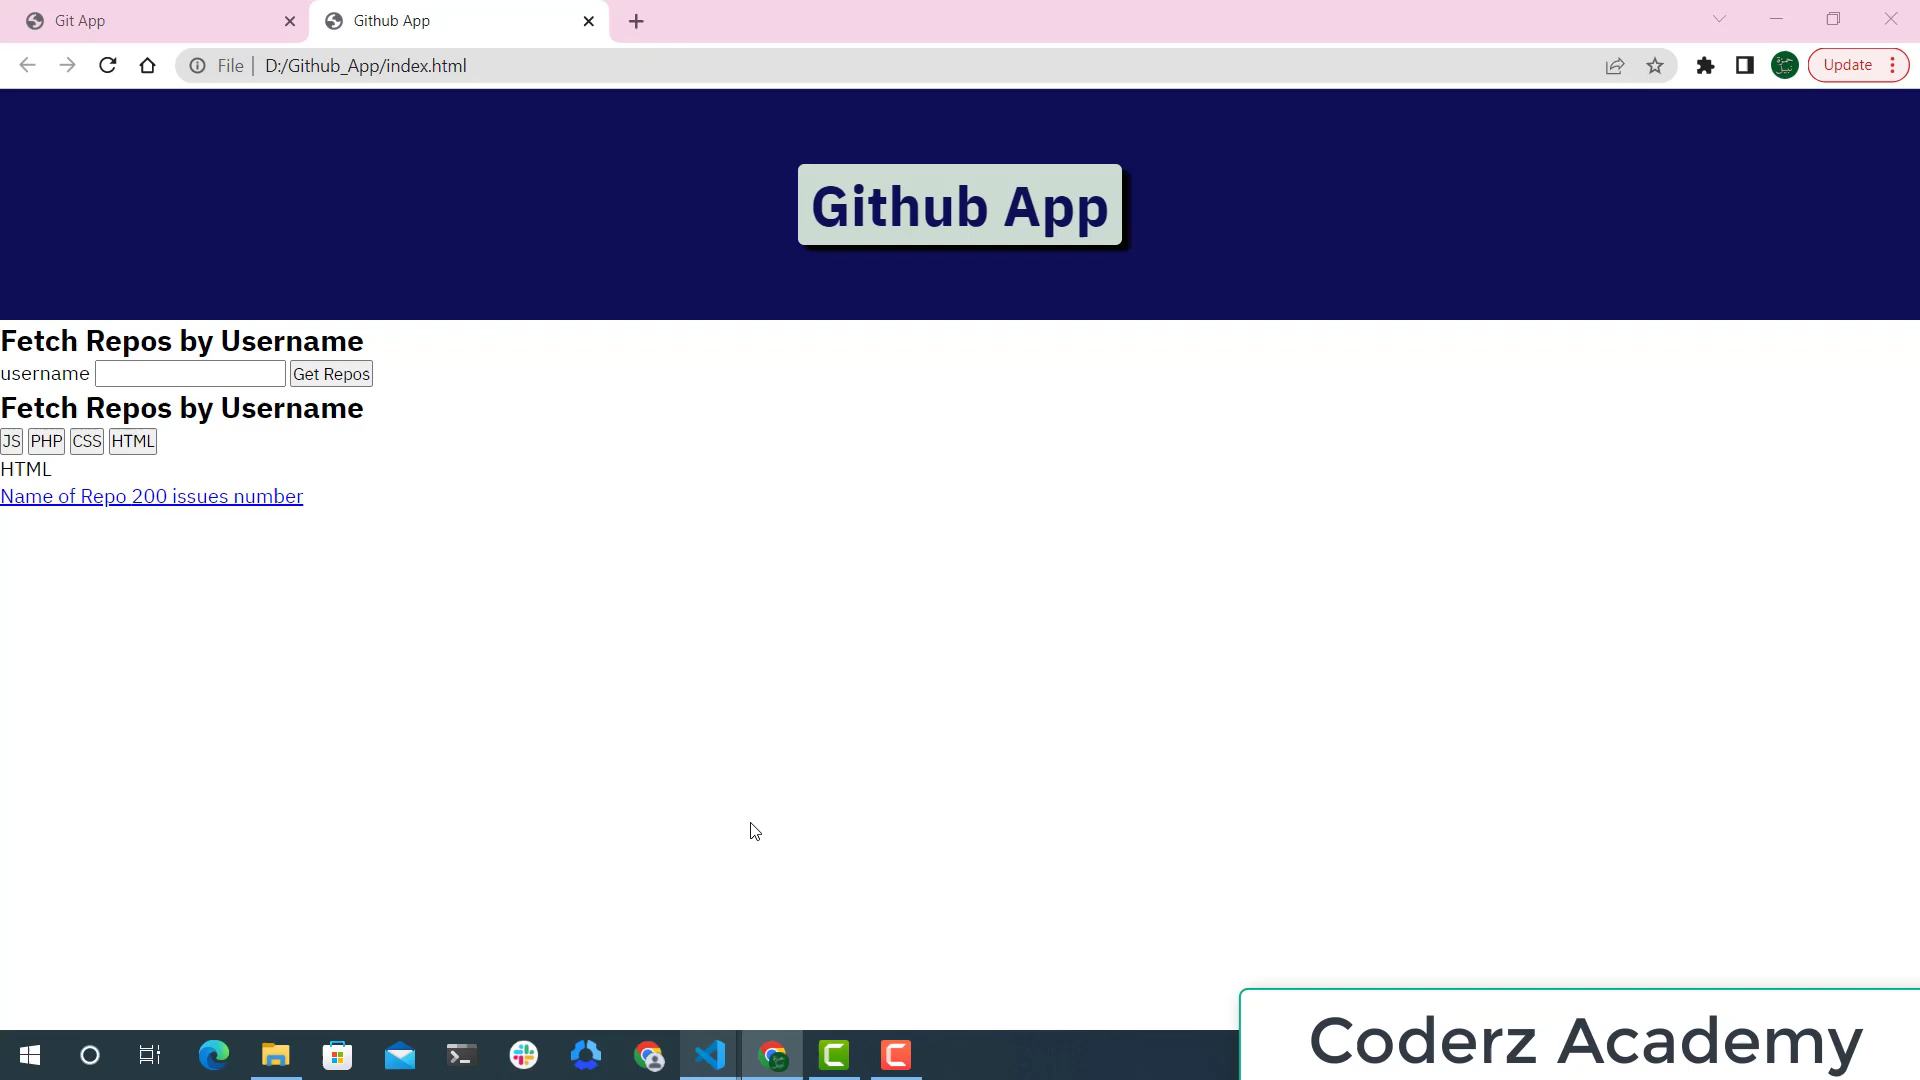 Git App
Github App
File | D:/Github_App/index.html
Update
Github App
Fetch Repos by Username
username Get Repos
Fetch Repos by Username
JS PHP CSS HTML
HTML
Name of Repo 200 issues number
Coderz Academy